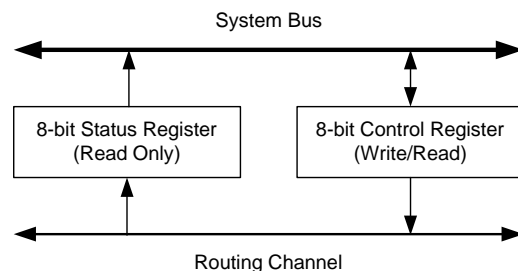 System Bus
8-bit Status Register
(Read Only)
8-bit Control Register
(Write/Read)
Routing Channel